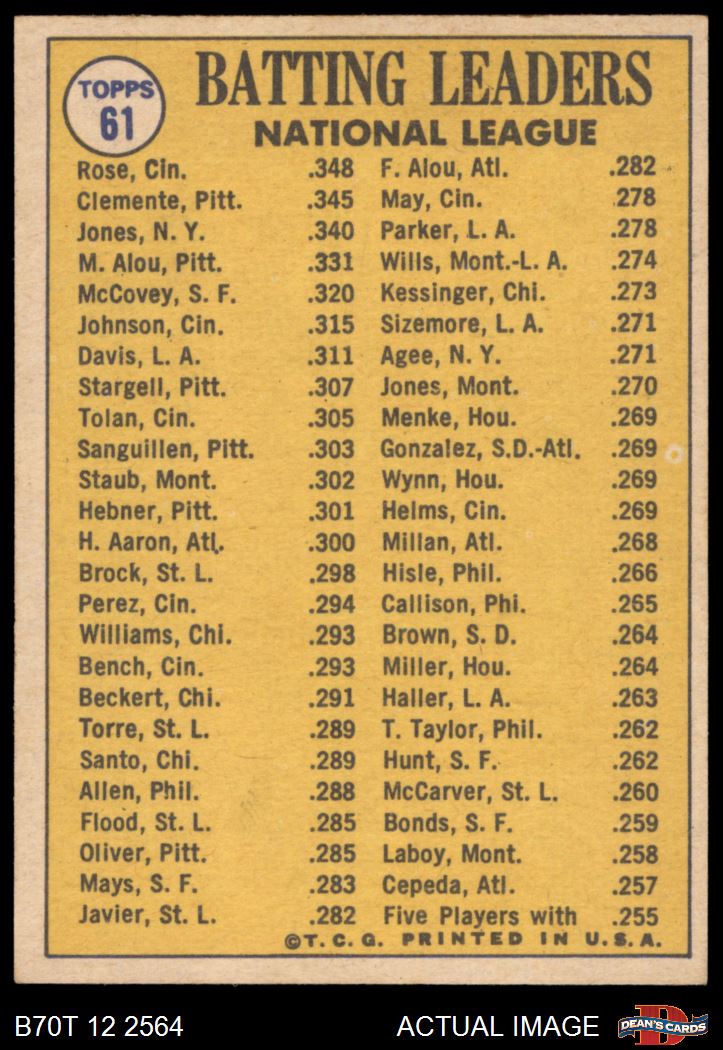 TOPPS
61
BATTING LEADERS
NATIONAL LEAGUE
Rose, Cin. .348 F. Alou, Atl. .282
Clemente, Pitt. .345 May, Cin. 278
Jones, N. Y. .340 Parker, L. A. .278
M. Alou, Pitt. .331 Wills, Mont.-L. A. .274
McCovey, S. F. .320 Kessinger, Chi. .273
Johnson, Cin. .315 Sizemore, L. A. .271
Davis, L. A. .311 Agee, N. Y. .271
Stargell, Pitt. .307 Jones, Mont. .270
Tolan, Cin. .305 Menke, Hou. .269
Sanguillen, Pitt. .303 Gonzalez, S.D.-Atl. .269
Staub, Mont. .302 Wynn, Hou. .269
Hebner, Pitt. .301 Helms, Cin. .269
H. Aaron, Atl. .300 Millan, Atl. .268
Brock, St. L. .298 Hisle, Phil. .266
Perez, Cin. .294 Callison, Phi. .265
Williams, Chi. .293 Brown, S. D. .264
Bench, Cin. .293 Miller, Hou. .264
Beckert, Chi. .291 Haller, L. A. .263
Torre, St. L. .289 T. Taylor, Phil. .262
Santo, Chi. .289 Hunt, S. F. .262
Allen, Phil. .288 McCarver, St. L. .260
Flood, St. L. .285 Bonds, S. F. .259
Oliver, Pitt. .285 Laboy, Mont. .258
Mays, S. F. .283 Cepeda, Atl. .257
Javier, St. L. .282 Five Players with .255
©T. C. G. PRINTED IN U. S. A.
B70T 12 2564 ACTUAL IMAGE D DEAN'S CARDS